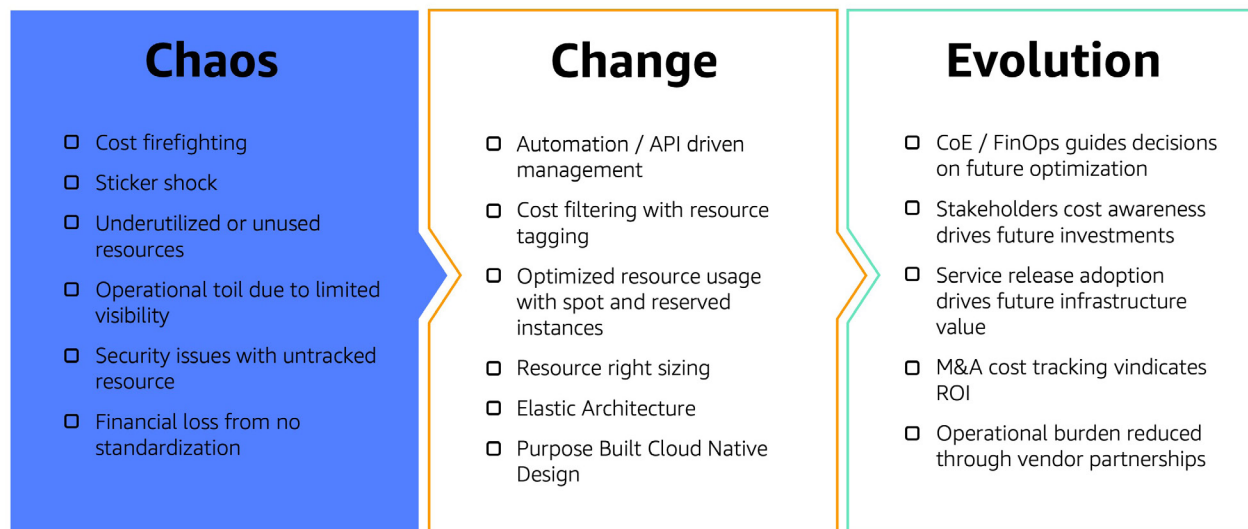 Chaos
Cost firefighting
Sticker shock
Underutilized or unused
resources
Operational toil due to limited
visibility
Security issues with untracked
resource
Financial loss from no
standardization
Change
Automation / API driven
management
Cost filtering with resource
tagging
Optimized resource usage
with spot and reserved
instances
Resource right sizing
Elastic Architecture
Purpose Built Cloud Native
Design
Evolution
CoE / FinOps guides decisions
on future optimization
Stakeholders cost awareness
drives future investments
Service release adoption
drives future infrastructure
value
M&A cost tracking vindicates
ROI
Operational burden reduced
through vendor partnerships